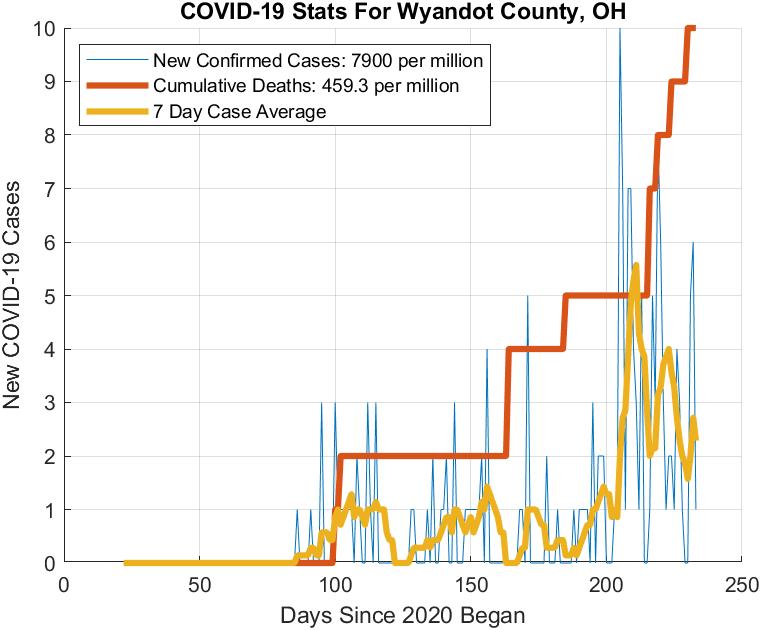 COVID-19 Stats For Wyandot County, OH
New Confirmed Cases: 7900 per million
Cumulative Deaths: 459.3 per million
7 Day Case Average
New COVID-19 Cases
10
9
8
7
6
5
4
3
2
1
0
0 50 100 150 200 250
Days Since 2020 Began